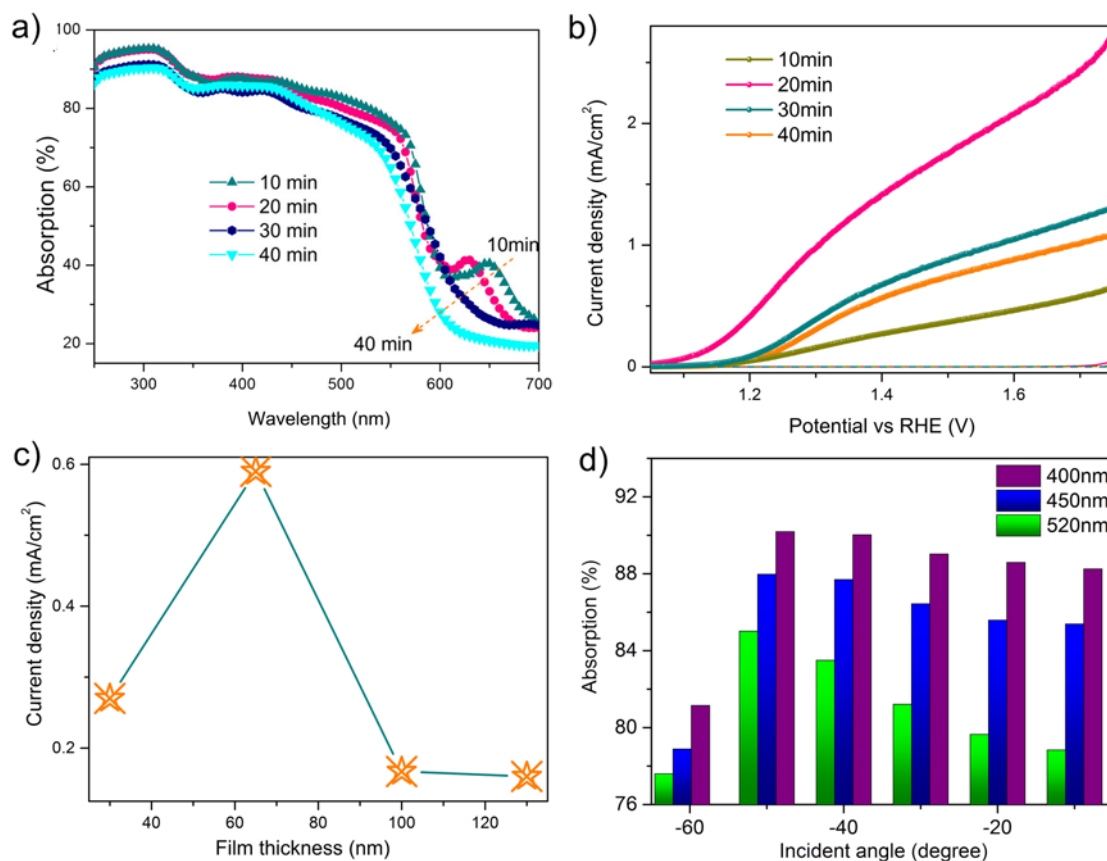 a)
100
80
60
40
20
Absorption (%)
10 min
20 min
30 min
40 min
10min
40 min
300
400
500
600
700
Wavelength (nm)
b)
2
1
0
Current density (mA/cm²)
10min
20min
30min
40min
1.2
1.4
1.6
Potential vs RHE (V)
c)
0.6
0.4
0.2
Current density (mA/cm²)
40
60
80
100
120
Film thickness (nm)
d)
92
88
84
80
76
Absorption (%)
400nm
450nm
520nm
-60
-40
-20
Incident angle (degree)